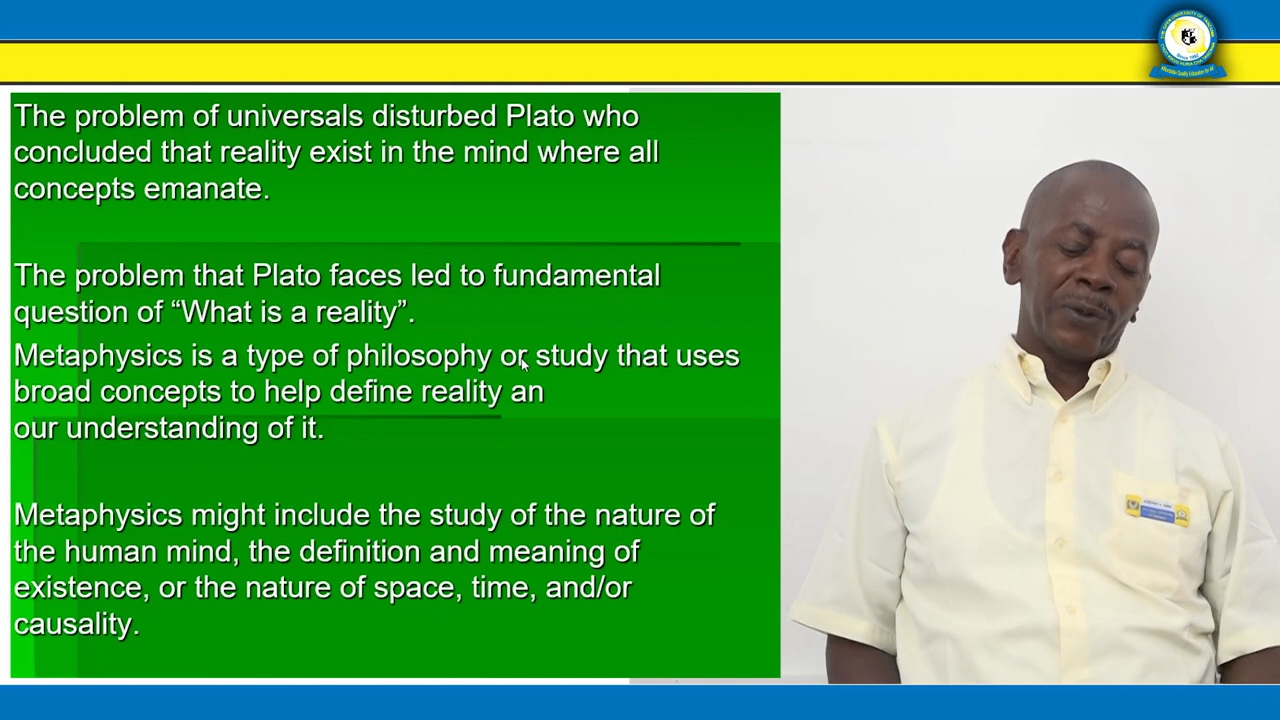 The problem of universals disturbed Plato who
concluded that reality exist in the mind where all
concepts emanate.
The problem that Plato faces led to fundamental
question of “What is a reality”.
Metaphysics is a type of philosophy or study that uses
broad concepts to help define reality an
our understanding of it.
Metaphysics might include the study of the nature of
the human mind, the definition and meaning of
existence, or the nature of space, time, and/or
causality.